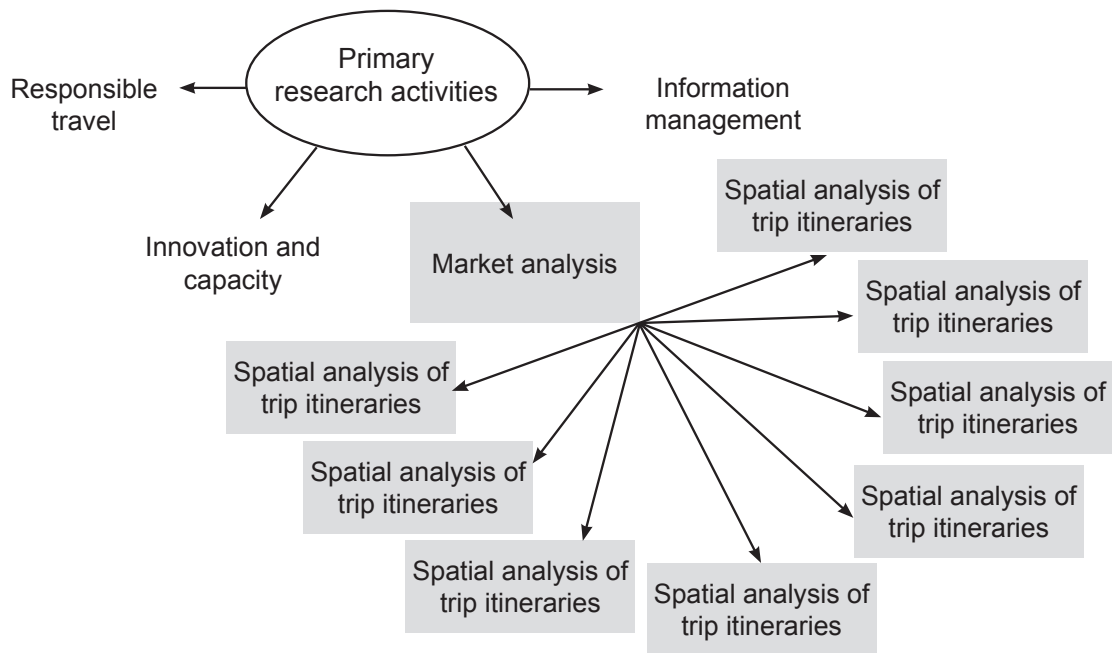 Primary
research activities
Responsible
travel
Information
management
Innovation and
capacity
Market analysis
Spatial analysis of
trip itineraries
Spatial analysis of
trip itineraries
Spatial analysis of
trip itineraries
Spatial analysis of
trip itineraries
Spatial analysis of
trip itineraries
Spatial analysis of
trip itineraries
Spatial analysis of
trip itineraries
Spatial analysis of
trip itineraries